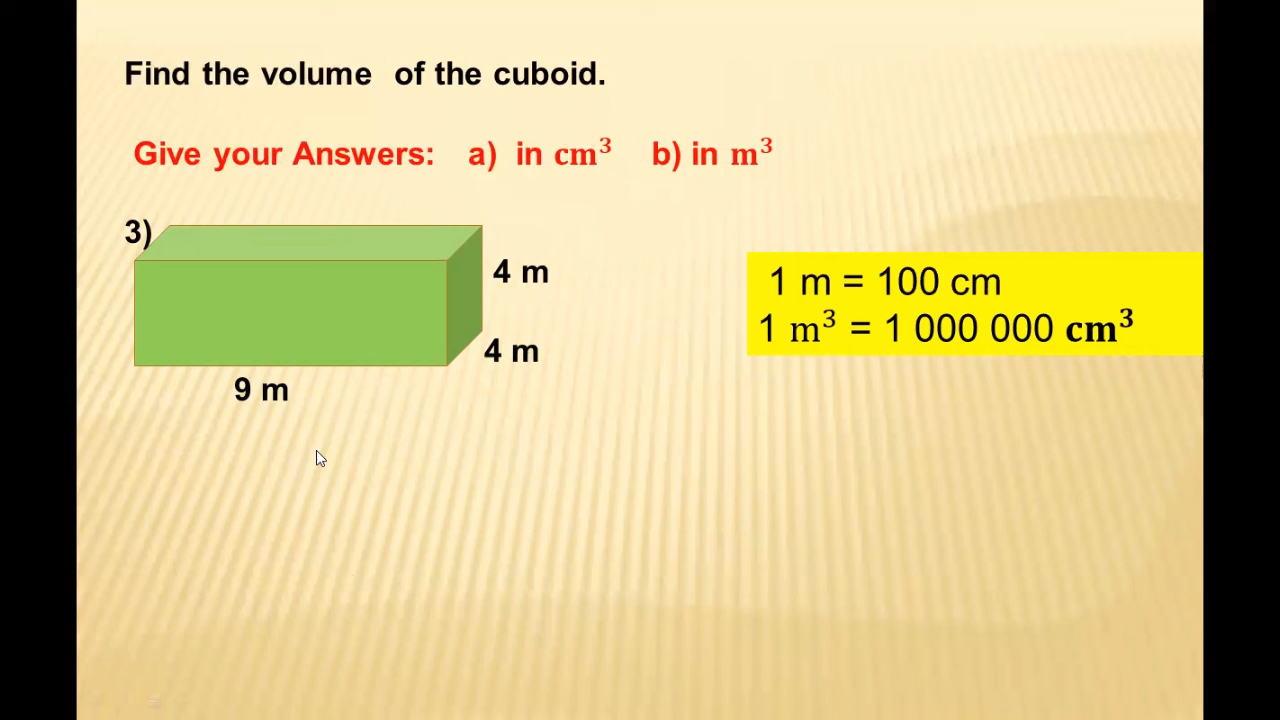 Find the volume of the cuboid.
Give your Answers: a) in cm³ b) in m³
3)
4 m
4 m
9 m
1 m = 100 cm
1 m³ = 1 000 000 cm³